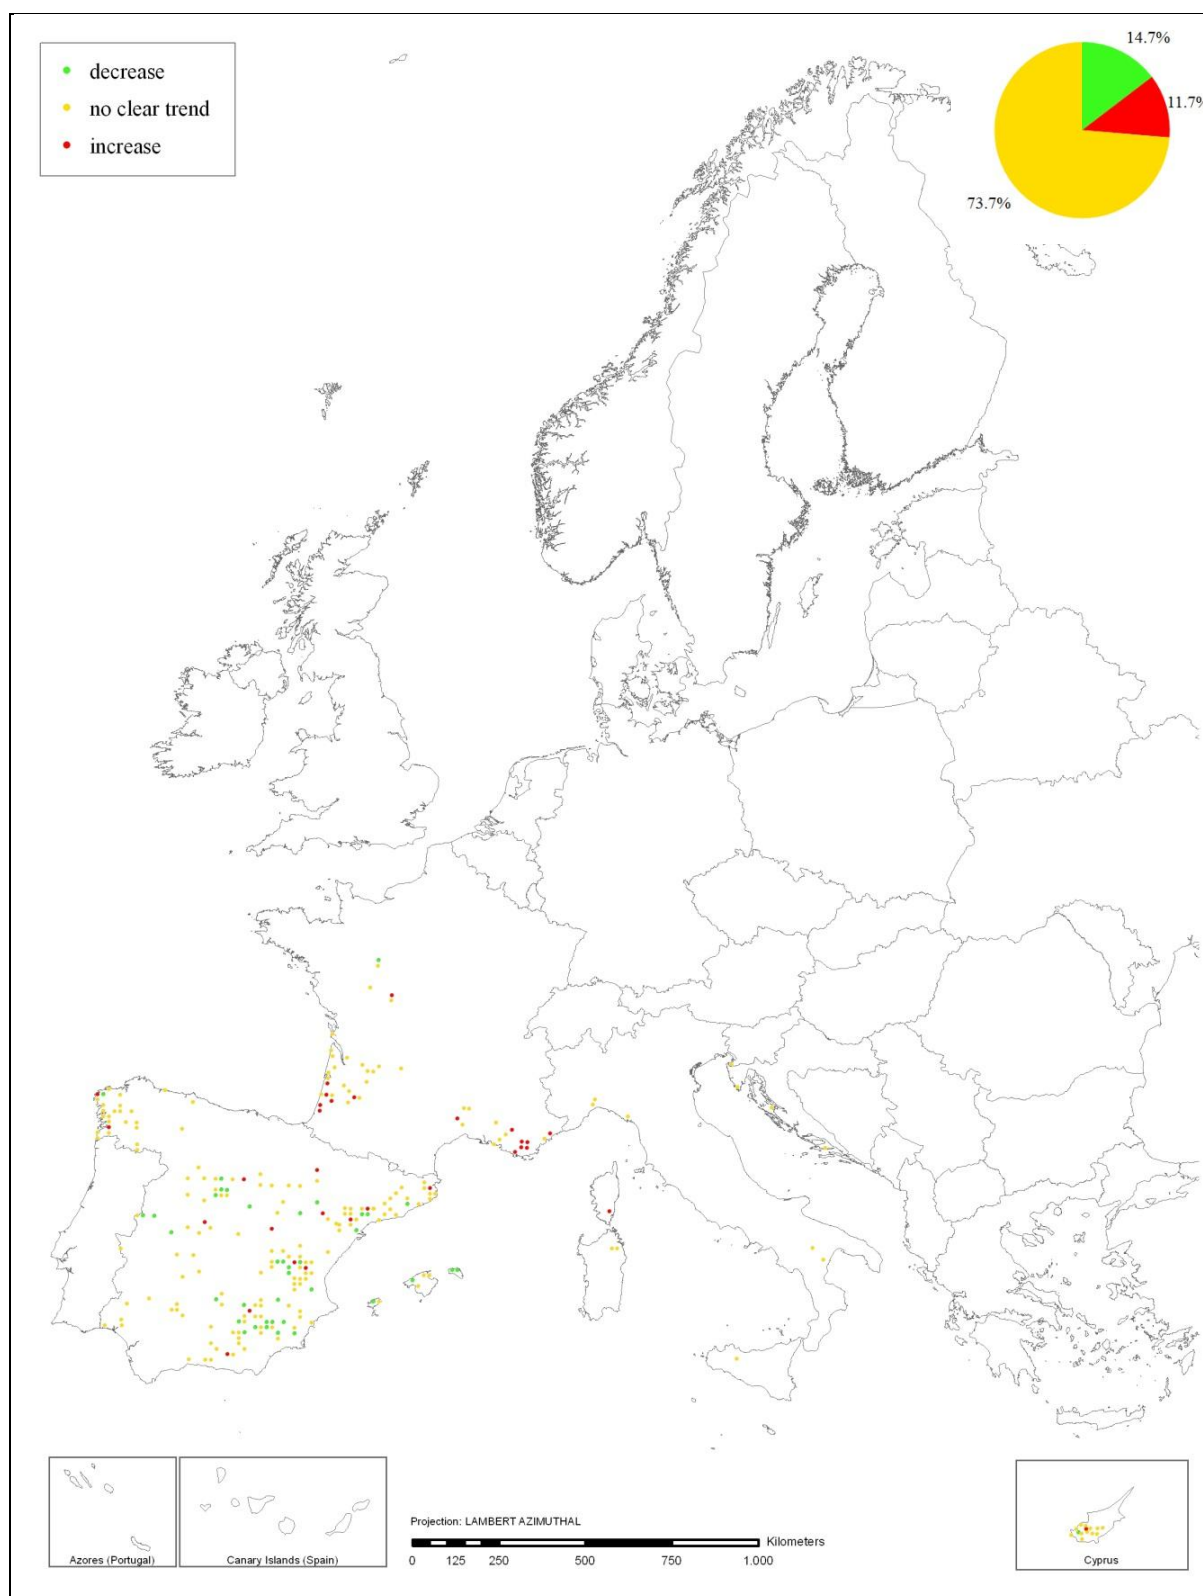 decrease
no clear trend
increase
14.7%
11.7%
73.7%
Projection: LAMBERT AZIMUTHAL
Kilometers
0 125 250 500 750 1.000
Azores (Portugal)
Canary Islands (Spain)
Cyprus